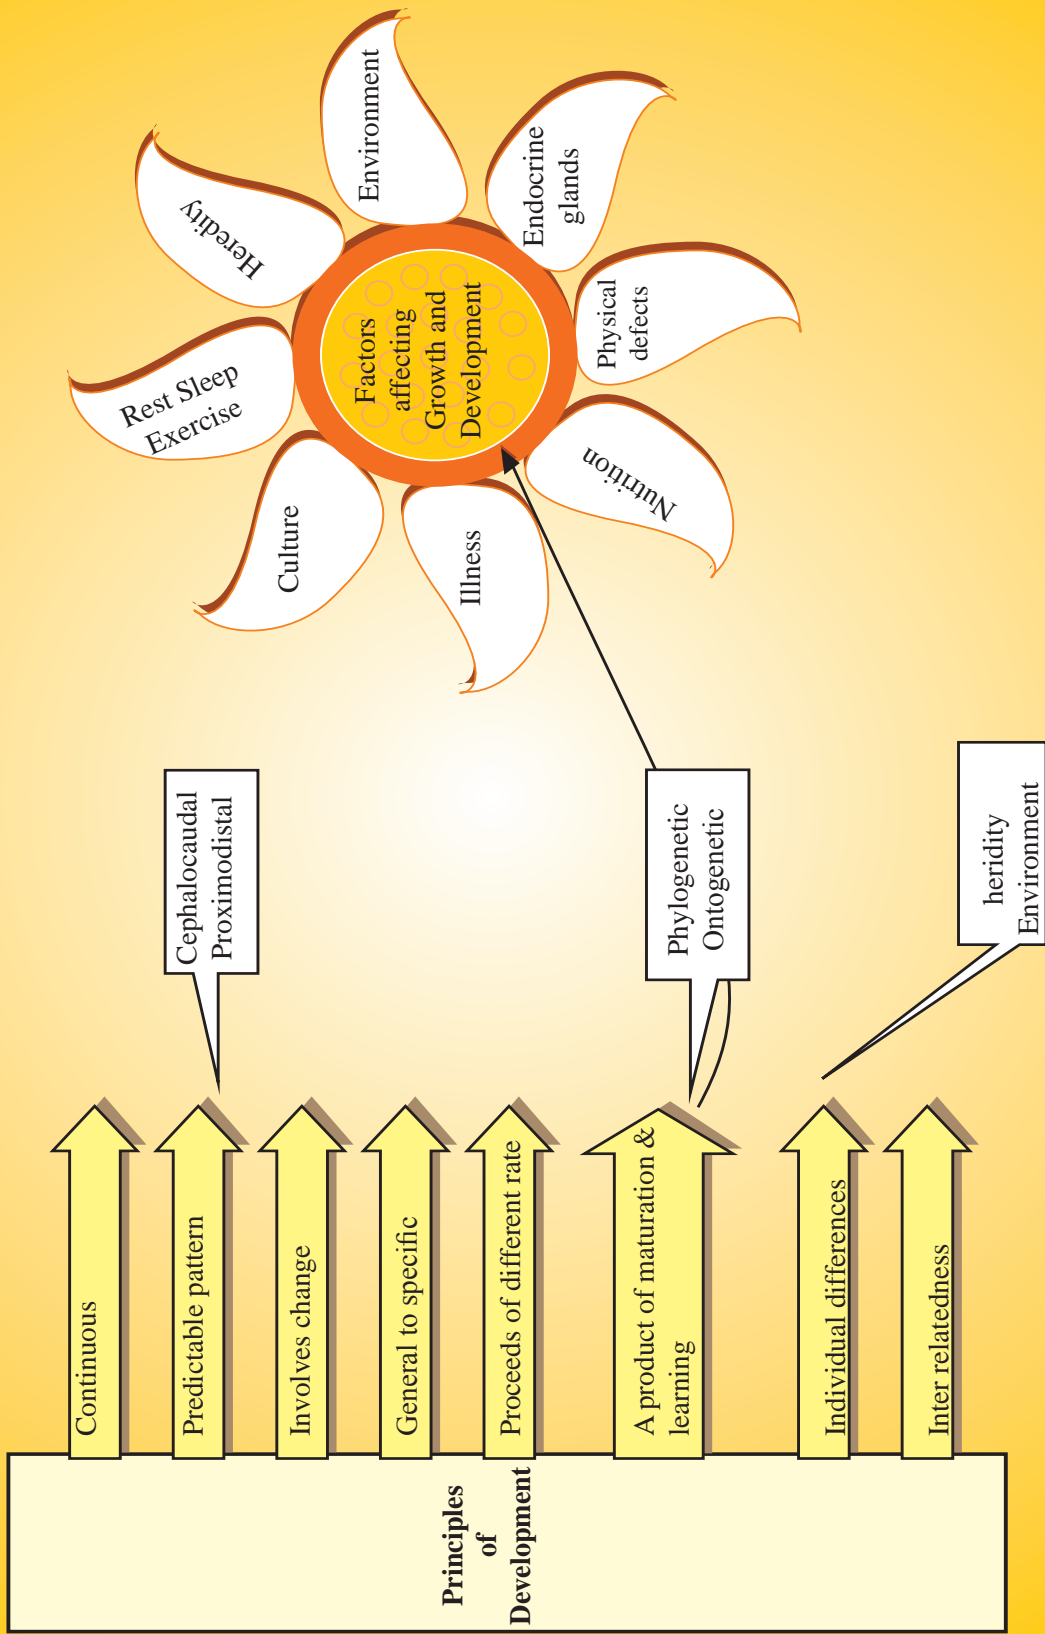 Principles
of
Development
Continuous
Predictable pattern
Involves change
General to specific
Proceeds of different rate
A product of maturation &
learning
Individual differences
Inter relatedness
Cephalocaudal
Proximodistal
Phylogenetic
Ontogenetic
heridity
Environment
Factors
affecting
Growth and
Development
Heredity
Environment
Endocrine
glands
Physical
defects
Nutrition
Illness
Culture
Rest Sleep
Exercise